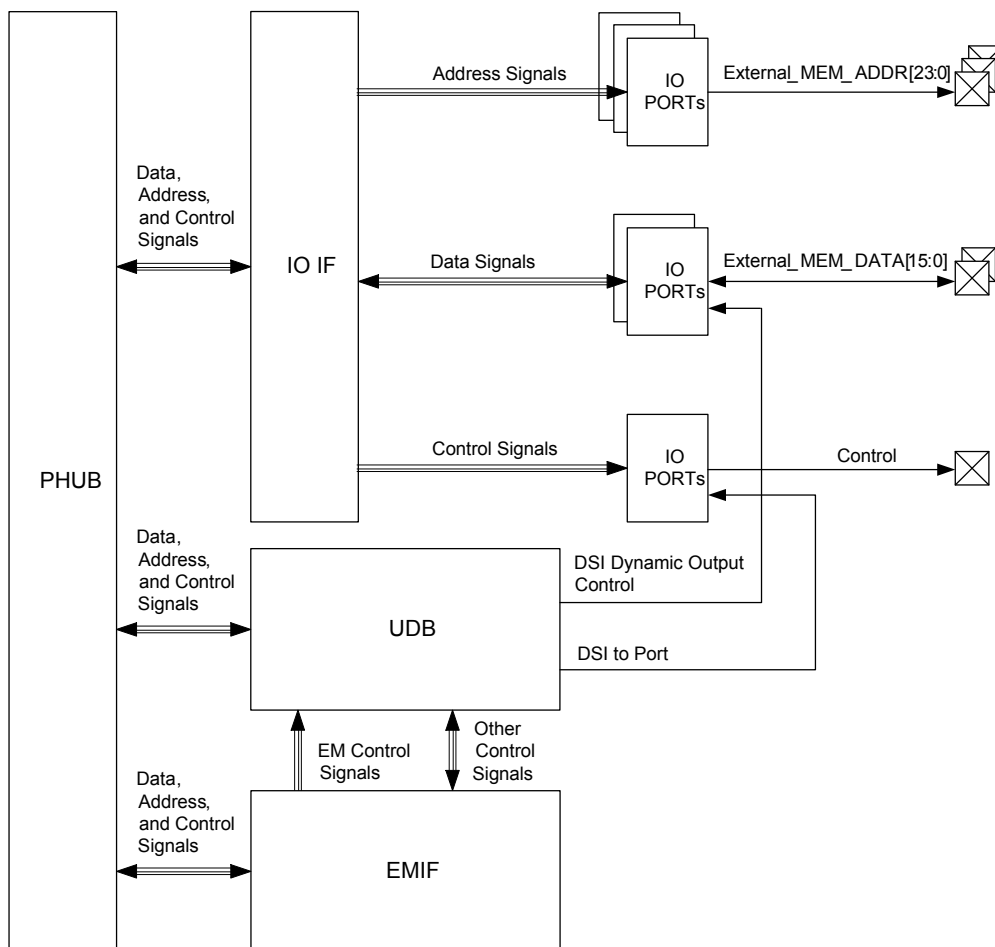 Address Signals
IO
PORTs
External_MEM_ADDR[23:0]
Data,
Address,
and Control
Signals
IO IF
Data Signals
IO
PORTs
External_MEM_DATA[15:0]
Control Signals
IO
PORTs
Control
PHUB
Data,
Address,
and Control
Signals
UDB
DSI Dynamic Output
Control
DSI to Port
EM Control
Signals
Other
Control
Signals
Data,
Address,
and Control
Signals
EMIF